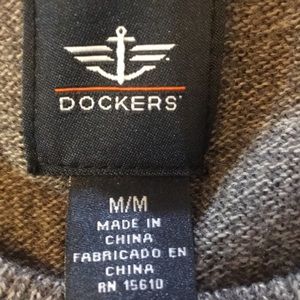 DOCKERS
M/M
MADE IN
CHINA
FABRICADO EN
CHINA
RN 15610